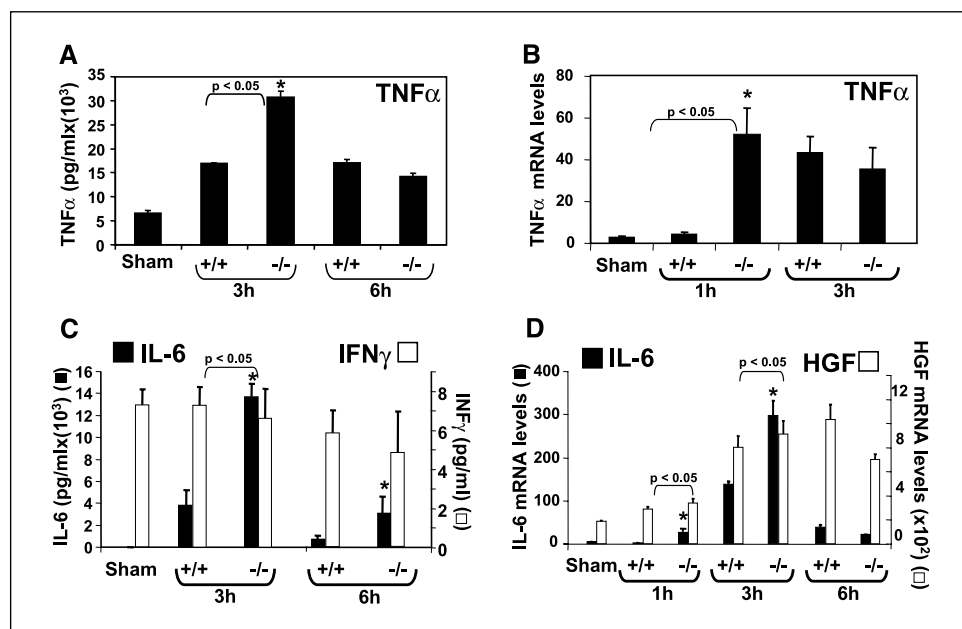 A
TNFα
TNFα (pg/mlx(10³)
35
30
25
20
15
10
5
0
p < 0.05
*
Sham +/+ -/- +/+ -/-
3h 6h
B
TNFα
TNFα mRNA levels
80
60
40
20
0
p < 0.05
*
Sham +/+ -/- +/+ -/-
1h 3h
C
■ IL-6 IFNγ □
IL-6 (pg/mlx(10³) (■)
16
14
12
10
8
6
4
2
0
p < 0.05
*
*
8
6
4
2
0
INFγ (pg/ml) (□)
Sham +/+ -/- +/+ -/-
3h 6h
D
■ IL-6 HGF □
IL-6 mRNA levels (■)
400
300
200
100
0
p < 0.05
*
p < 0.05
*
12
8
4
0
HGF mRNA
levels (x10²) (□)
Sham +/+ -/- +/+ -/- +/+ -/-
1h 3h 6h